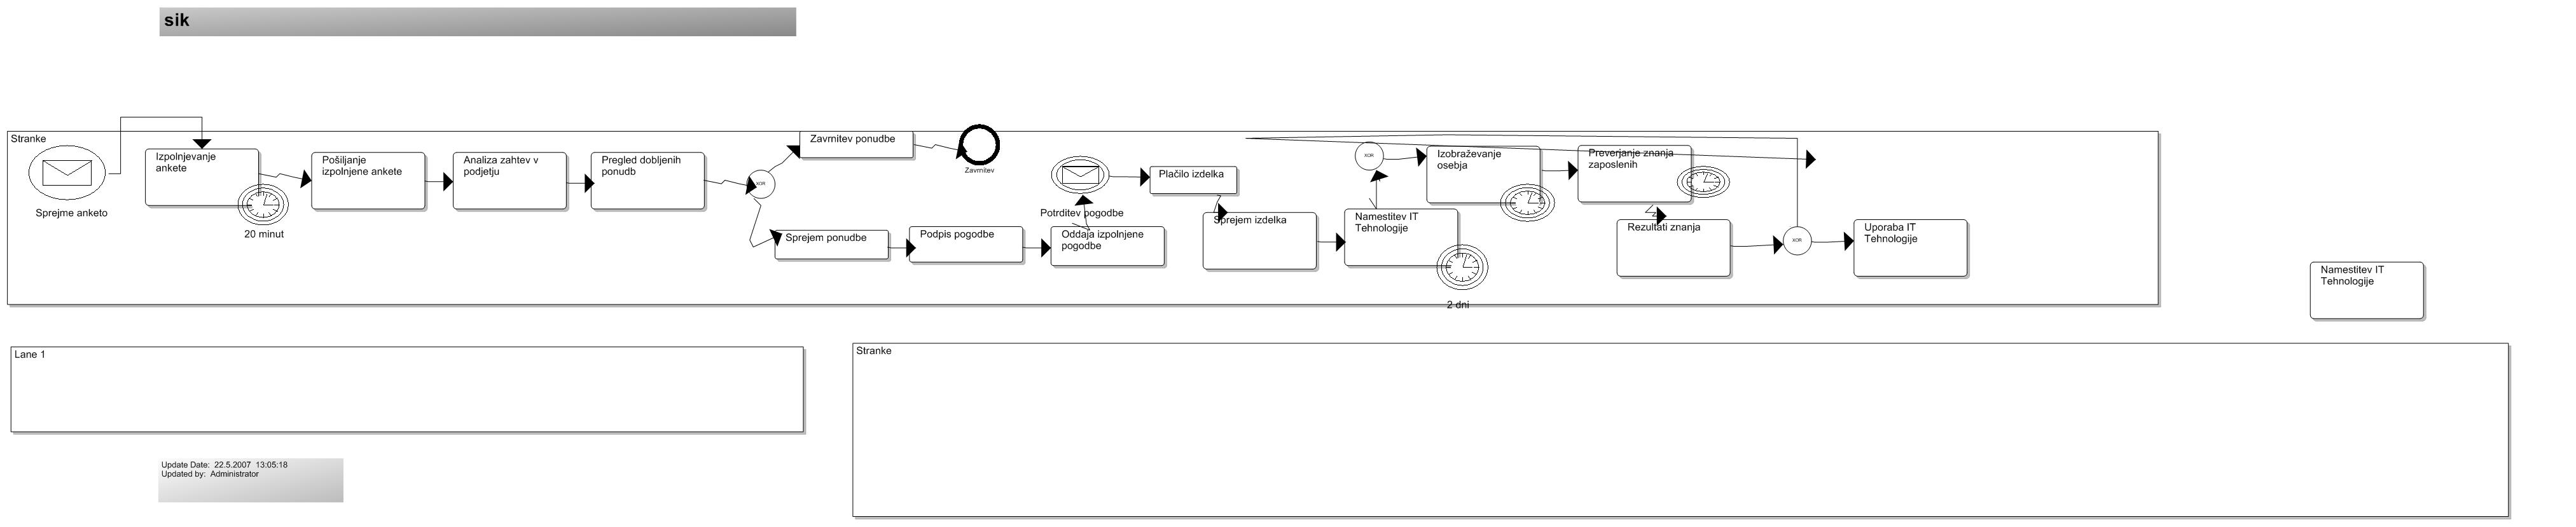 sik
Stranke
Izpolnjevanje
ankete
Sprejme anketo
20 minut
Pošiljanje
izpolnjene ankete
Analiza zahtev v
podjetju
Pregled dobljenih
ponudb
XOR
Zavrnitev ponudbe
Zavrnitev
Sprejem ponudbe
Podpis pogodbe
Potrditev pogodbe
Oddaja izpolnjene
pogodbe
Plačilo izdelka
Sprejem izdelka
Namestitev IT
Tehnologije
2 dni
XOR
Izobraževanje
osebja
Preverjanje znanja
zaposlenih
Rezultati znanja
XOR
Uporaba IT
Tehnologije
Namestitev IT
Tehnologije
Lane 1
Stranke
Update Date: 22.5.2007 13:05:18
Updated by: Administrator